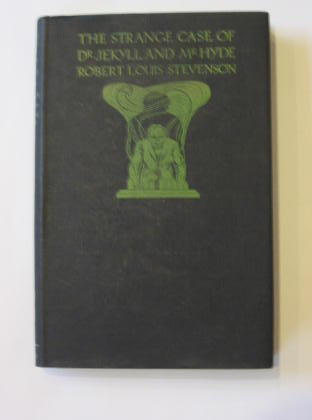 THE STRANGE CASE OF
DR JEKYLL AND MR HYDE
ROBERT LOUIS STEVENSON